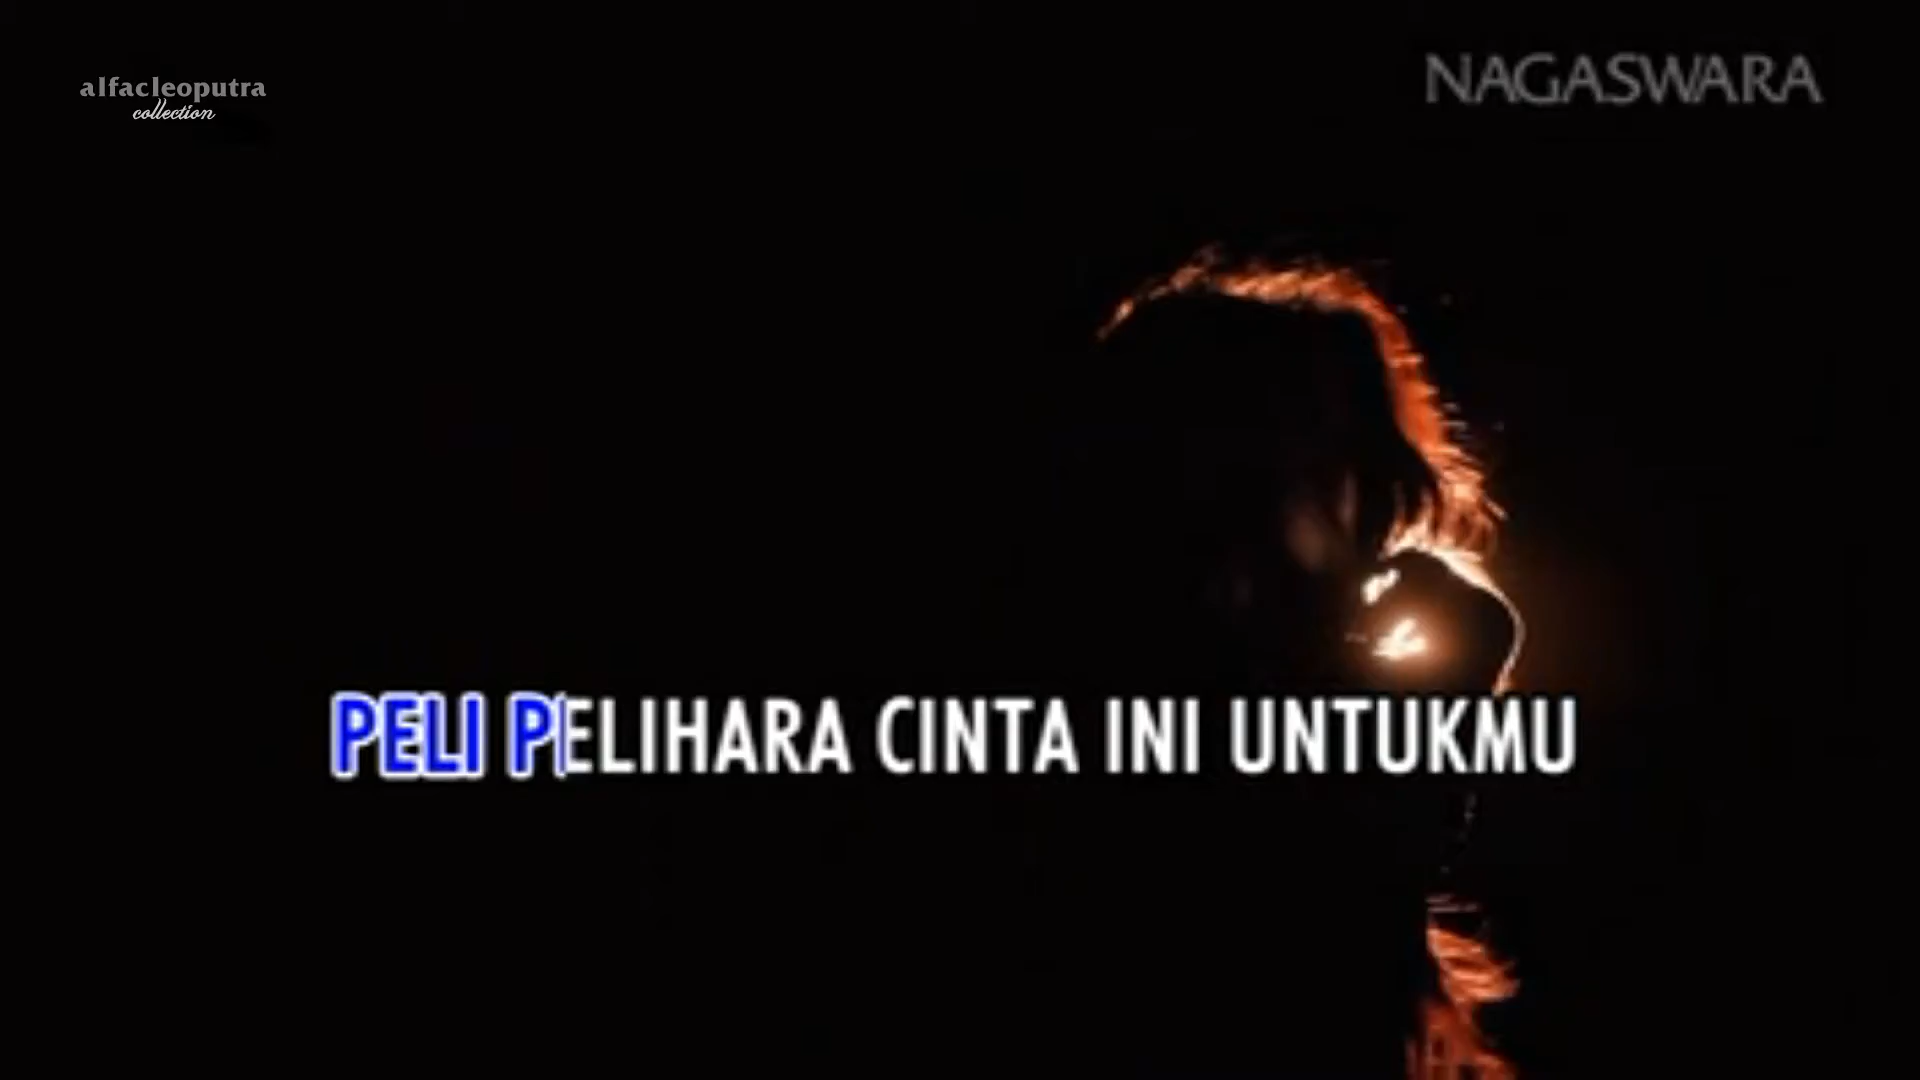 alfacleoputra
collection
NAGASWARA
PELI PELIHARA CINTA INI UNTUKMU